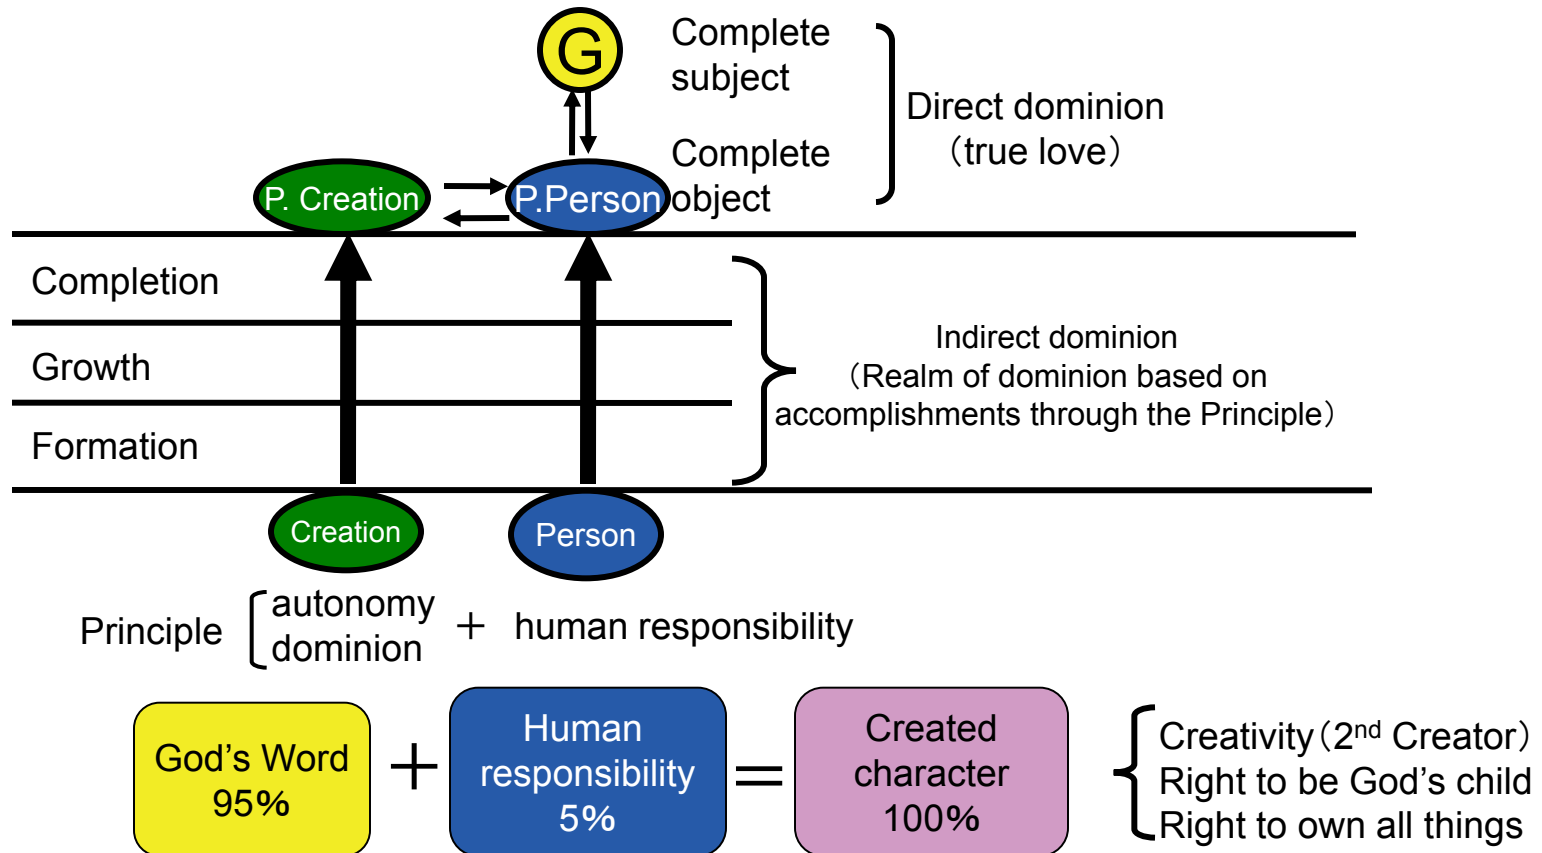 G
Complete
subject
Direct dominion
（true love）
Complete
object
P. Creation
P.Person
Completion
Growth
Formation
Indirect dominion
（Realm of dominion based on
accomplishments through the Principle）
Creation
Person
Principle
autonomy
dominion
+ human responsibility
God’s Word
95%
+
Human
responsibility
5%
=
Created
character
100%
Creativity（2nd Creator）
Right to be God’s child
Right to own all things